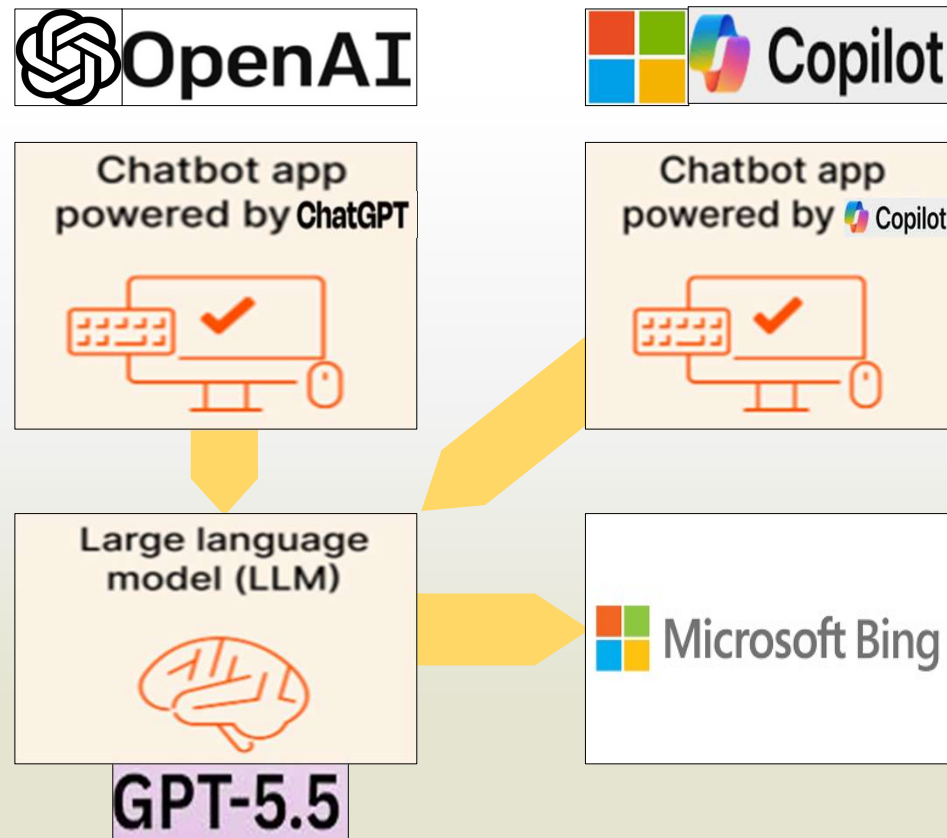 OpenAI
Copilot
Chatbot app
powered by ChatGPT
Chatbot app
powered by Copilot
Large language
model (LLM)
Microsoft Bing
GPT-5.5